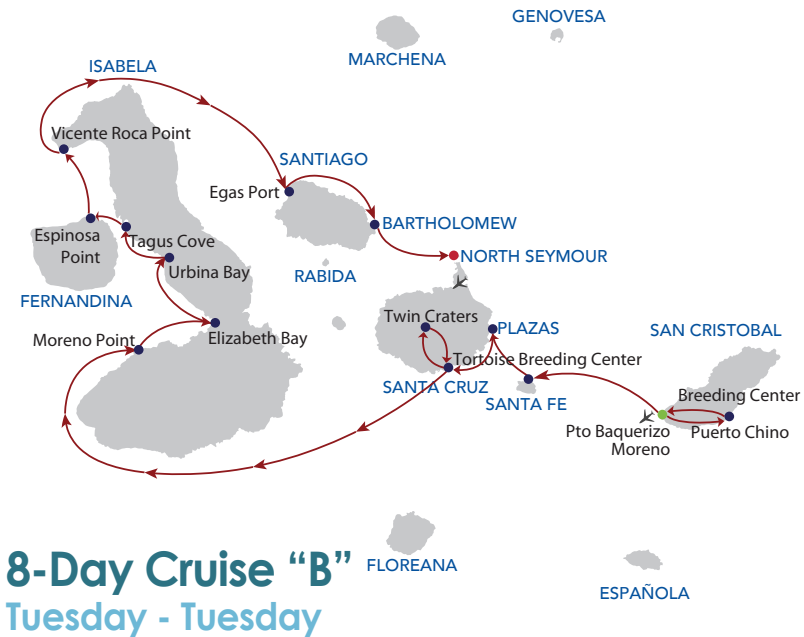 GENOVESA
MARCHENA
ISABELA
Vicente Roca Point
SANTIAGO
Egas Port
BARTHOLOMEW
Espinosa
Point
Tagus Cove
NORTH SEYMOUR
Urbina Bay
RABIDA
FERNANDINA
Twin Craters
PLAZAS
SAN CRISTOBAL
Moreno Point
Elizabeth Bay
Tortoise Breeding Center
SANTA CRUZ
SANTA FE
Breeding Center
Pto Baquerizo
Moreno
Puerto Chino
8-Day Cruise “B”
FLOREANA
ESPAÑOLA
Tuesday - Tuesday